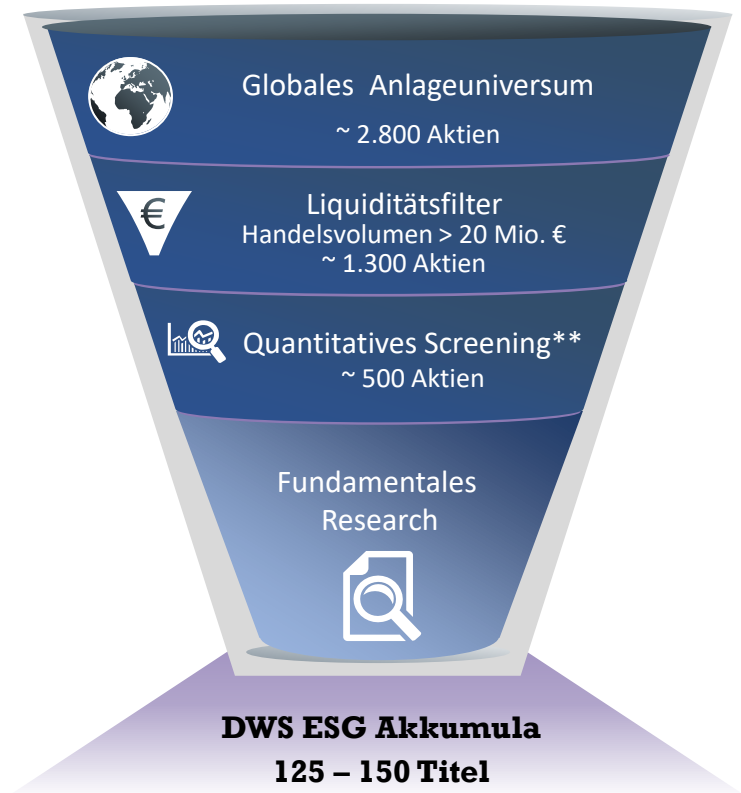 Globales Anlageuniversum
~ 2.800 Aktien
€
Liquiditätsfilter
Handelsvolumen > 20 Mio. €
~ 1.300 Aktien
Quantitatives Screening**
~ 500 Aktien
Fundamentales
Research
DWS ESG Akkumula
125 – 150 Titel